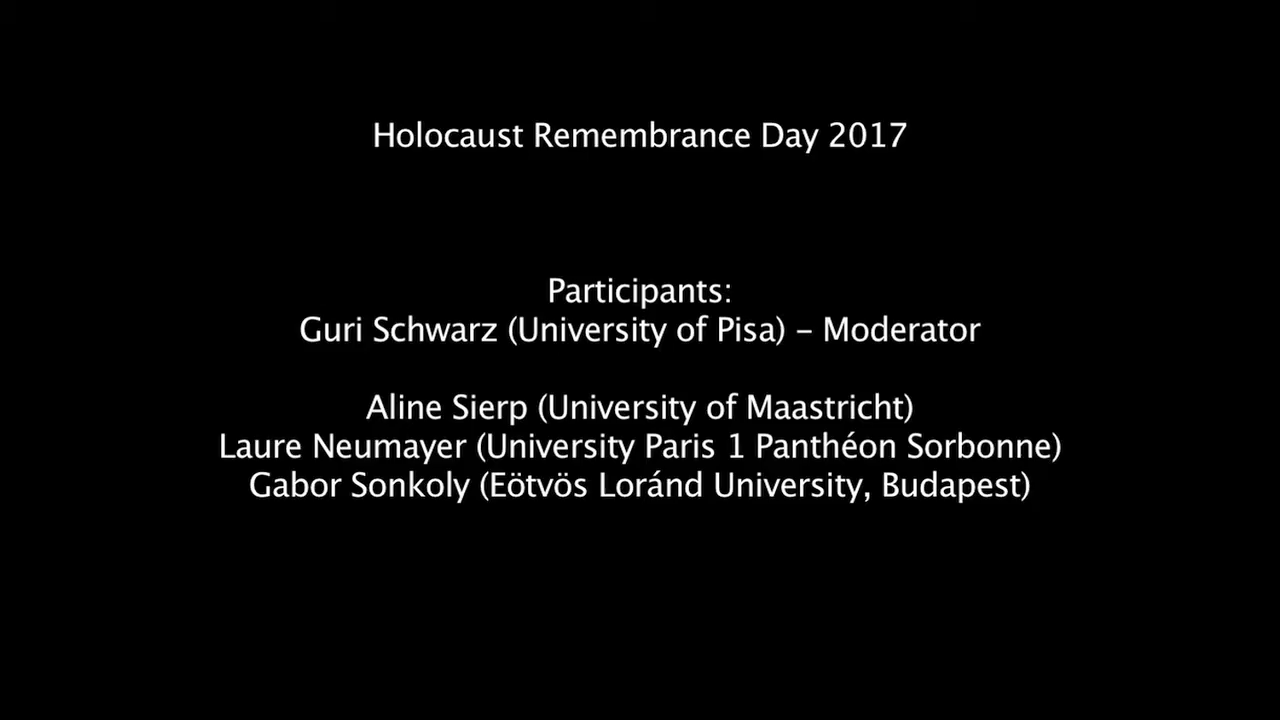 Holocaust Remembrance Day 2017
Participants:
Guri Schwarz (University of Pisa) – Moderator
Aline Sierp (University of Maastricht)
Laure Neumayer (University Paris 1 Panthéon Sorbonne)
Gabor Sonkoly (Eötvös Loránd University, Budapest)